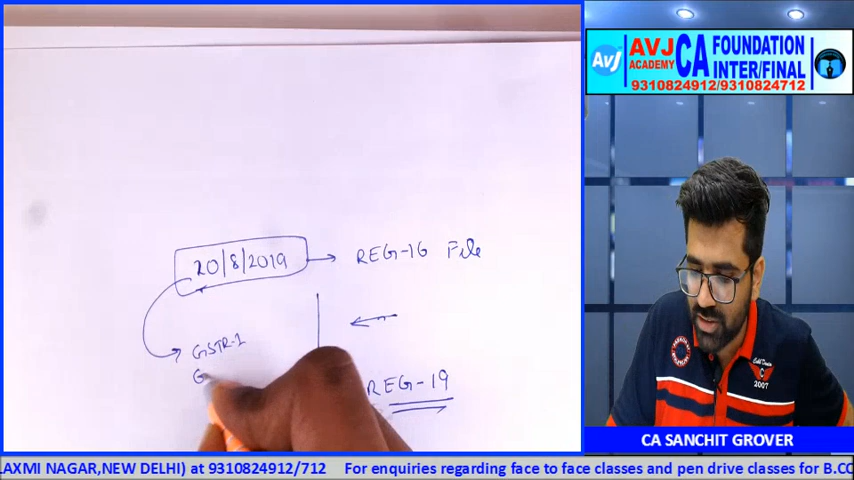 AVJ
ACADEMY
CA
FOUNDATION
INTER/FINAL
9310824912/9310824712
AVJ
20/8/2019
REG-16 File
GSTR-1
G
REG-19
2007
CA SANCHIT GROVER
LAXMI NAGAR,NEW DELHI) at 9310824912/712 For enquiries regarding face to face classes and pen drive classes for B.CO